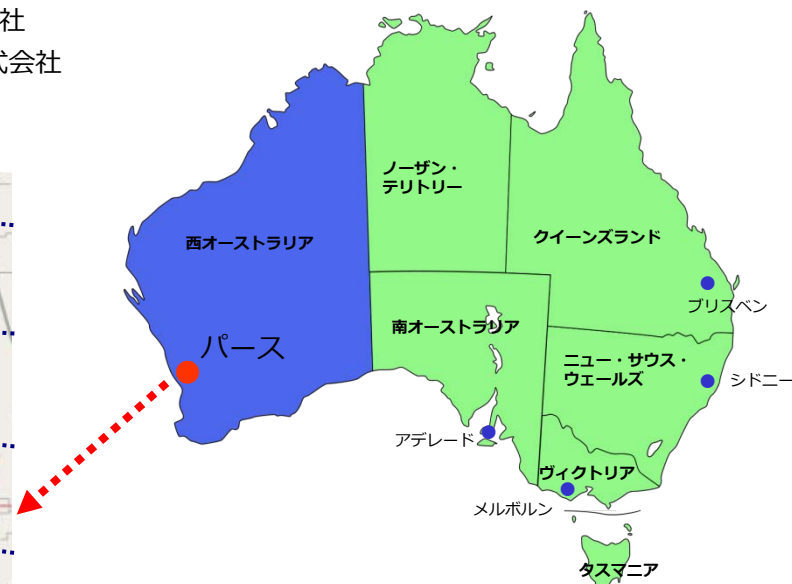 社
式会社
ノーザン・
テリトリー
西オーストラリア
クイーンズランド
ブリスベン
南オーストラリア
パース
ニュー・サウス・
ウェールズ
シドニー
アデレード
ヴィクトリア
メルボルン
タスマニア